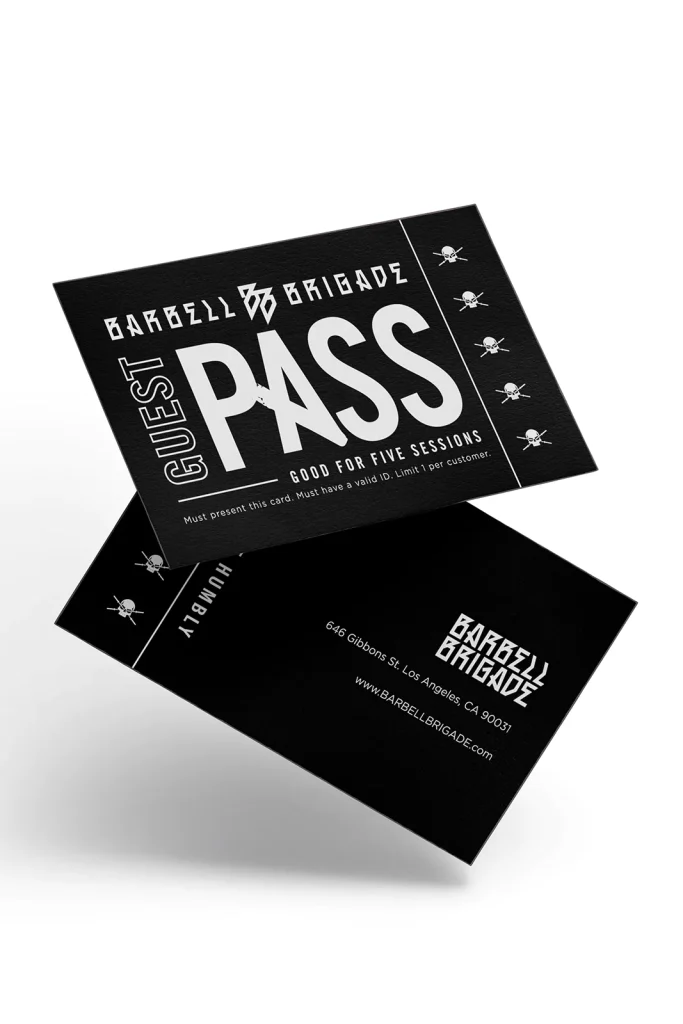 BARBELL BRIGADE
GUEST
PASS
GOOD FOR FIVE SESSIONS
Must present this card. Must have a valid ID. Limit 1 per customer.
HUMBLY
BARBELL
BRIGADE
646 Gibbons St. Los Angeles, CA 90031
www.BARBELLBRIGADE.com